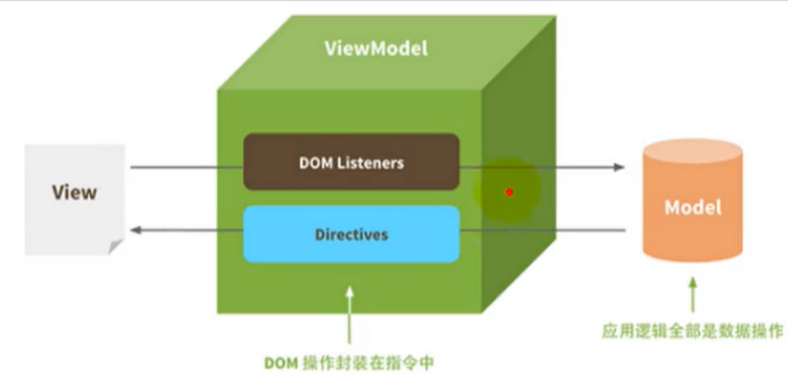 ViewModel
DOM Listeners
View
Model
Directives
应用逻辑全部是数据操作
DOM 操作封装在指令中